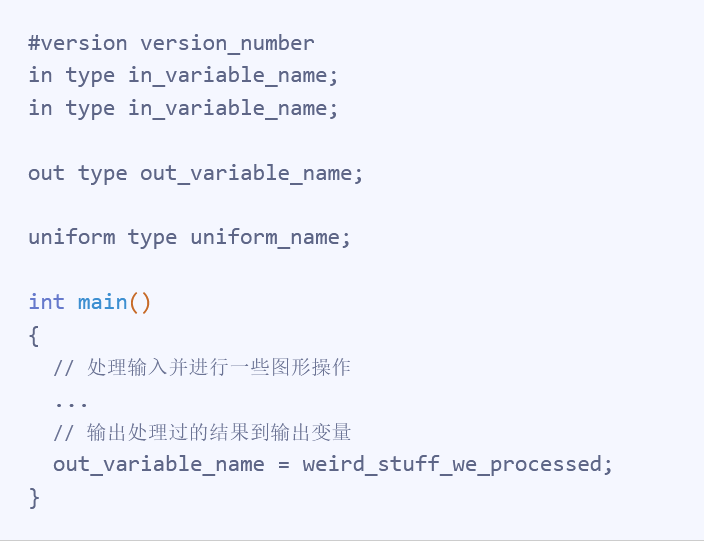 #version version_number
in type in_variable_name;
in type in_variable_name;

out type out_variable_name;

uniform type uniform_name;

int main()
{
  // 处理输入并进行一些图形操作
  ...
  // 输出处理过的结果到输出变量
  out_variable_name = weird_stuff_we_processed;
}